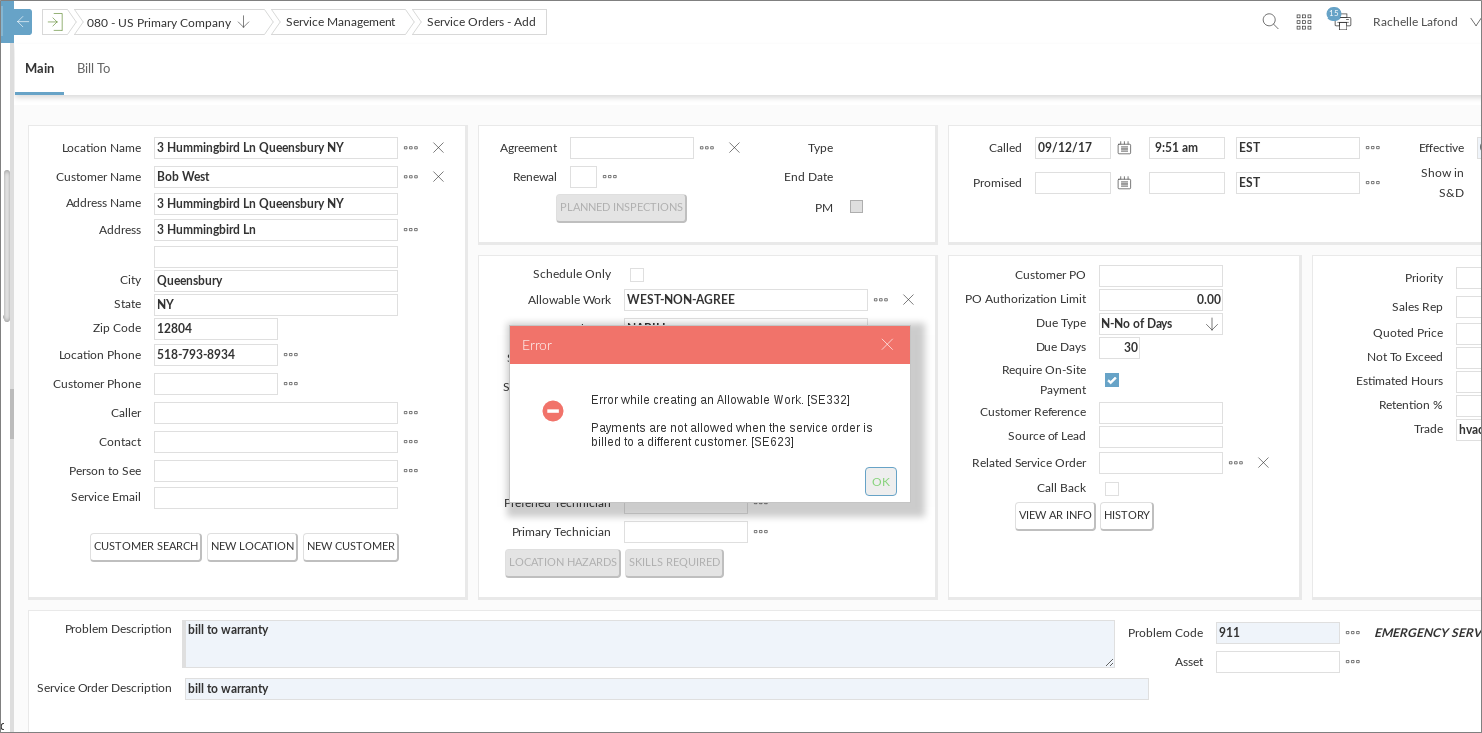 080 - US Primary Company
Service Management
Service Orders - Add
15
Rachelle Lafond
Main
Bill To
Location Name
3 Hummingbird Ln Queensbury NY
Customer Name
Bob West
Address Name
3 Hummingbird Ln Queensbury NY
Address
3 Hummingbird Ln
City
Queensbury
State
NY
Zip Code
12804
Location Phone
518-793-8934
Customer Phone
Caller
Contact
Person to See
Service Email
CUSTOMER SEARCH
NEW LOCATION
NEW CUSTOMER
Agreement
Type
Renewal
End Date
PLANNED INSPECTIONS
PM
Called
09/12/17
9:51 am
EST
Effective
Promised
EST
Show in
S&D
Schedule Only
Allowable Work
WEST-NON-AGREE
Error
Error while creating an Allowable Work. [SE332]
Payments are not allowed when the service order is
billed to a different customer. [SE623]
OK
Preferred Technician
Primary Technician
LOCATION HAZARDS
SKILLS REQUIRED
Customer PO
PO Authorization Limit
0.00
Due Type
N-No of Days
Due Days
30
Require On-Site
Payment
Customer Reference
Source of Lead
Related Service Order
Call Back
VIEW AR INFO
HISTORY
Priority
Sales Rep
Quoted Price
Not To Exceed
Estimated Hours
Retention %
Trade
hvac
Problem Description
bill to warranty
Problem Code
911
EMERGENCY SERV
Asset
Service Order Description
bill to warranty